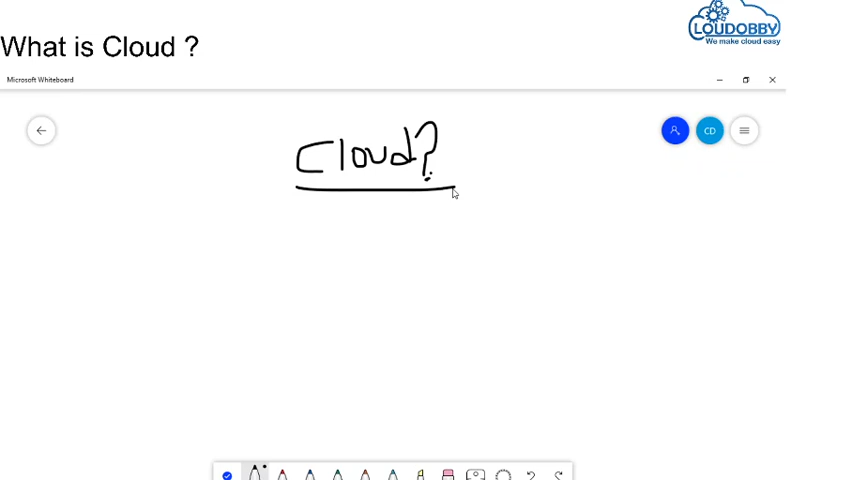 LOUDOBBY
We make cloud easy
What is Cloud ?
Microsoft Whiteboard
CD
Cloud?